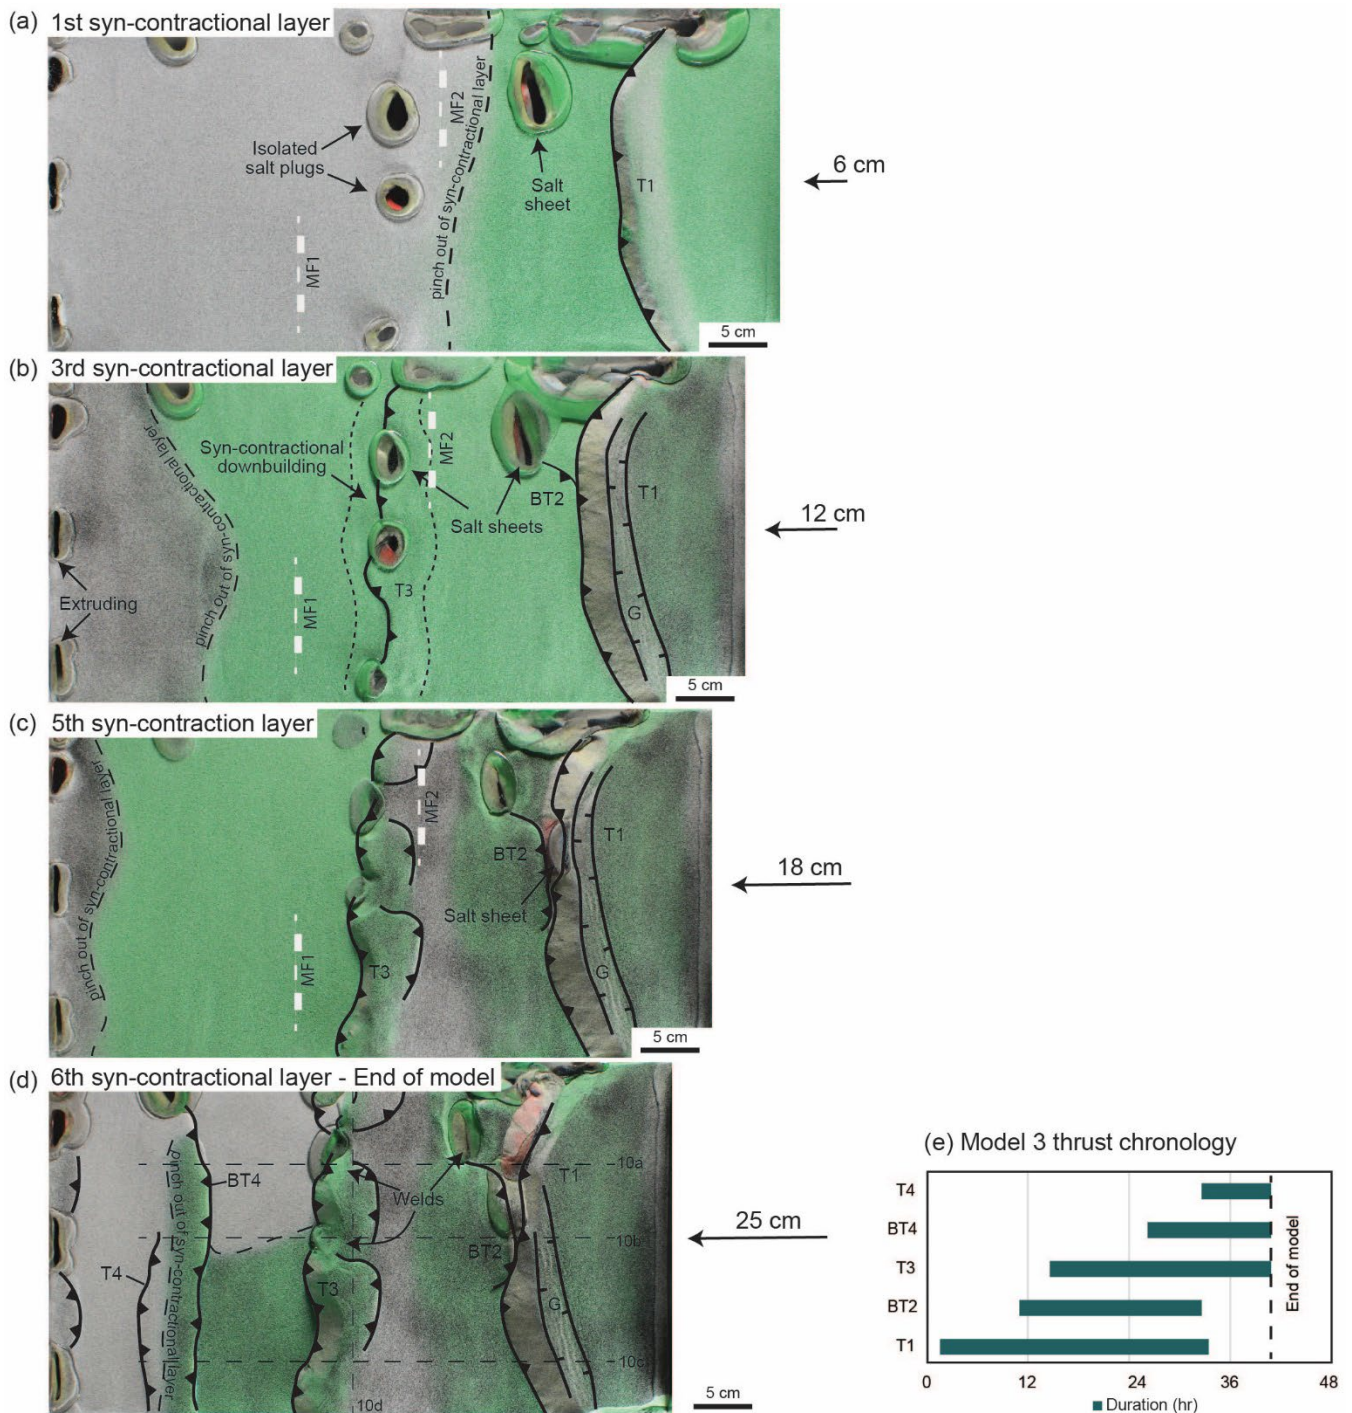 (a) 1st syn-contractional layer
MF2
pinch out of syn-contractional layer
Isolated
salt plugs
Salt
sheet
T1
6 cm
MF1
5 cm
(b) 3rd syn-contractional layer
pinch out of syn-contractional layer
Syn-contractional
downbuilding
MF2
Salt sheets
BT2
T1
12 cm
Extruding
MF1
T3
G
5 cm
(c) 5th syn-contraction layer
pinch out of syn-contractional layer
MF2
T1
BT2
18 cm
Salt sheet
MF1
T3
G
5 cm
(d) 6th syn-contractional layer - End of model
pinch out of syn-contractional layer
BT4
Welds
10a
T1
25 cm
10b
BT2
T4
T3
G
10c
10d
5 cm
(e) Model 3 thrust chronology
T4
BT4
T3
BT2
T1
End of model
0 12 24 36 48
Duration (hr)